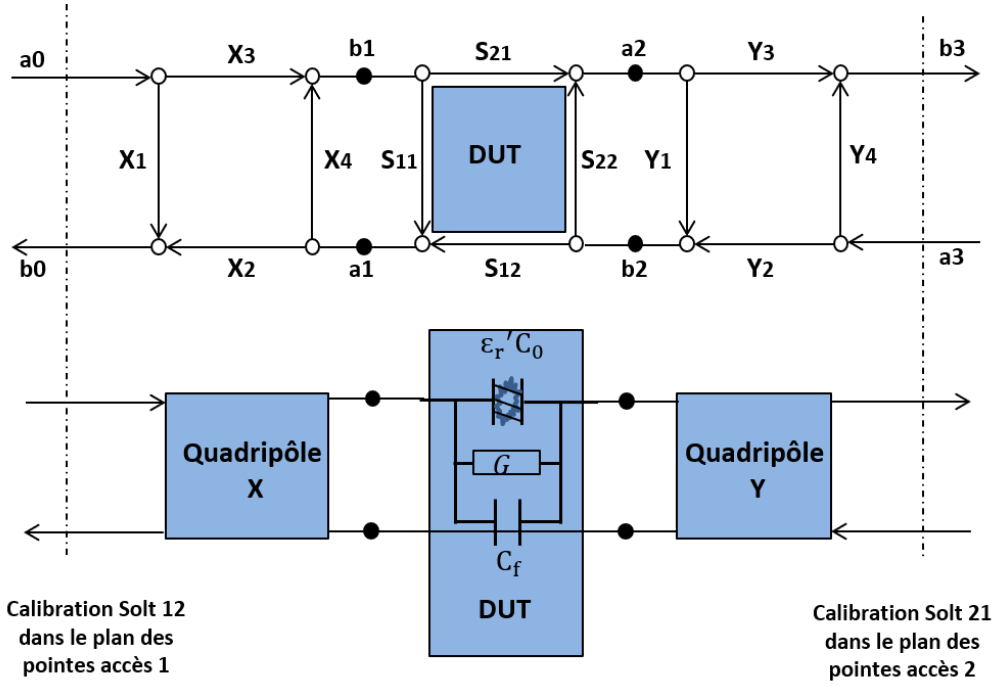 a0 X3 b1 S21 a2 Y3 b3
X1 X4 S11 DUT S22 Y1 Y4
b0 X2 a1 S12 b2 Y2 a3
εr′C0
Quadripôle
X
G
Cf
DUT
Quadripôle
Y
Calibration Solt 12
dans le plan des
pointes accès 1
Calibration Solt 21
dans le plan des
pointes accès 2